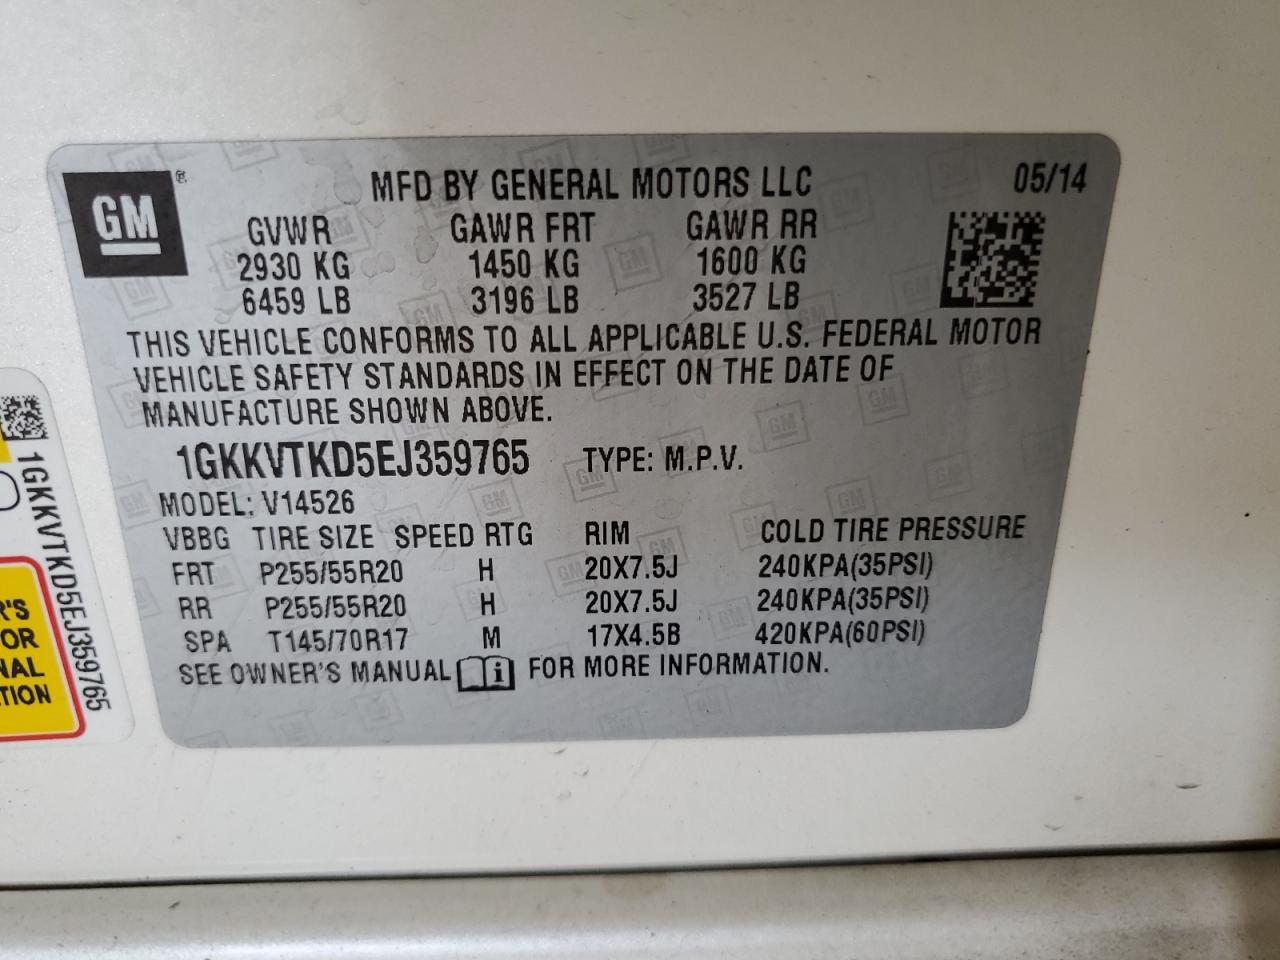 GM ®
MFD BY GENERAL MOTORS LLC 05/14
GVWR GAWR FRT GAWR RR
2930 KG 1450 KG 1600 KG
6459 LB 3196 LB 3527 LB
THIS VEHICLE CONFORMS TO ALL APPLICABLE U.S. FEDERAL MOTOR
VEHICLE SAFETY STANDARDS IN EFFECT ON THE DATE OF
MANUFACTURE SHOWN ABOVE.
1GKKVTKD5EJ359765 TYPE: M.P.V.
MODEL: V14526
VBBG TIRE SIZE SPEED RTG RIM COLD TIRE PRESSURE
FRT P255/55R20 H 20X7.5J 240KPA(35PSI)
RR P255/55R20 H 20X7.5J 240KPA(35PSI)
SPA T145/70R17 M 17X4.5B 420KPA(60PSI)
SEE OWNER'S MANUAL i FOR MORE INFORMATION.
1GKKVTKD5EJ359765
R'S
OR
NAL
TION